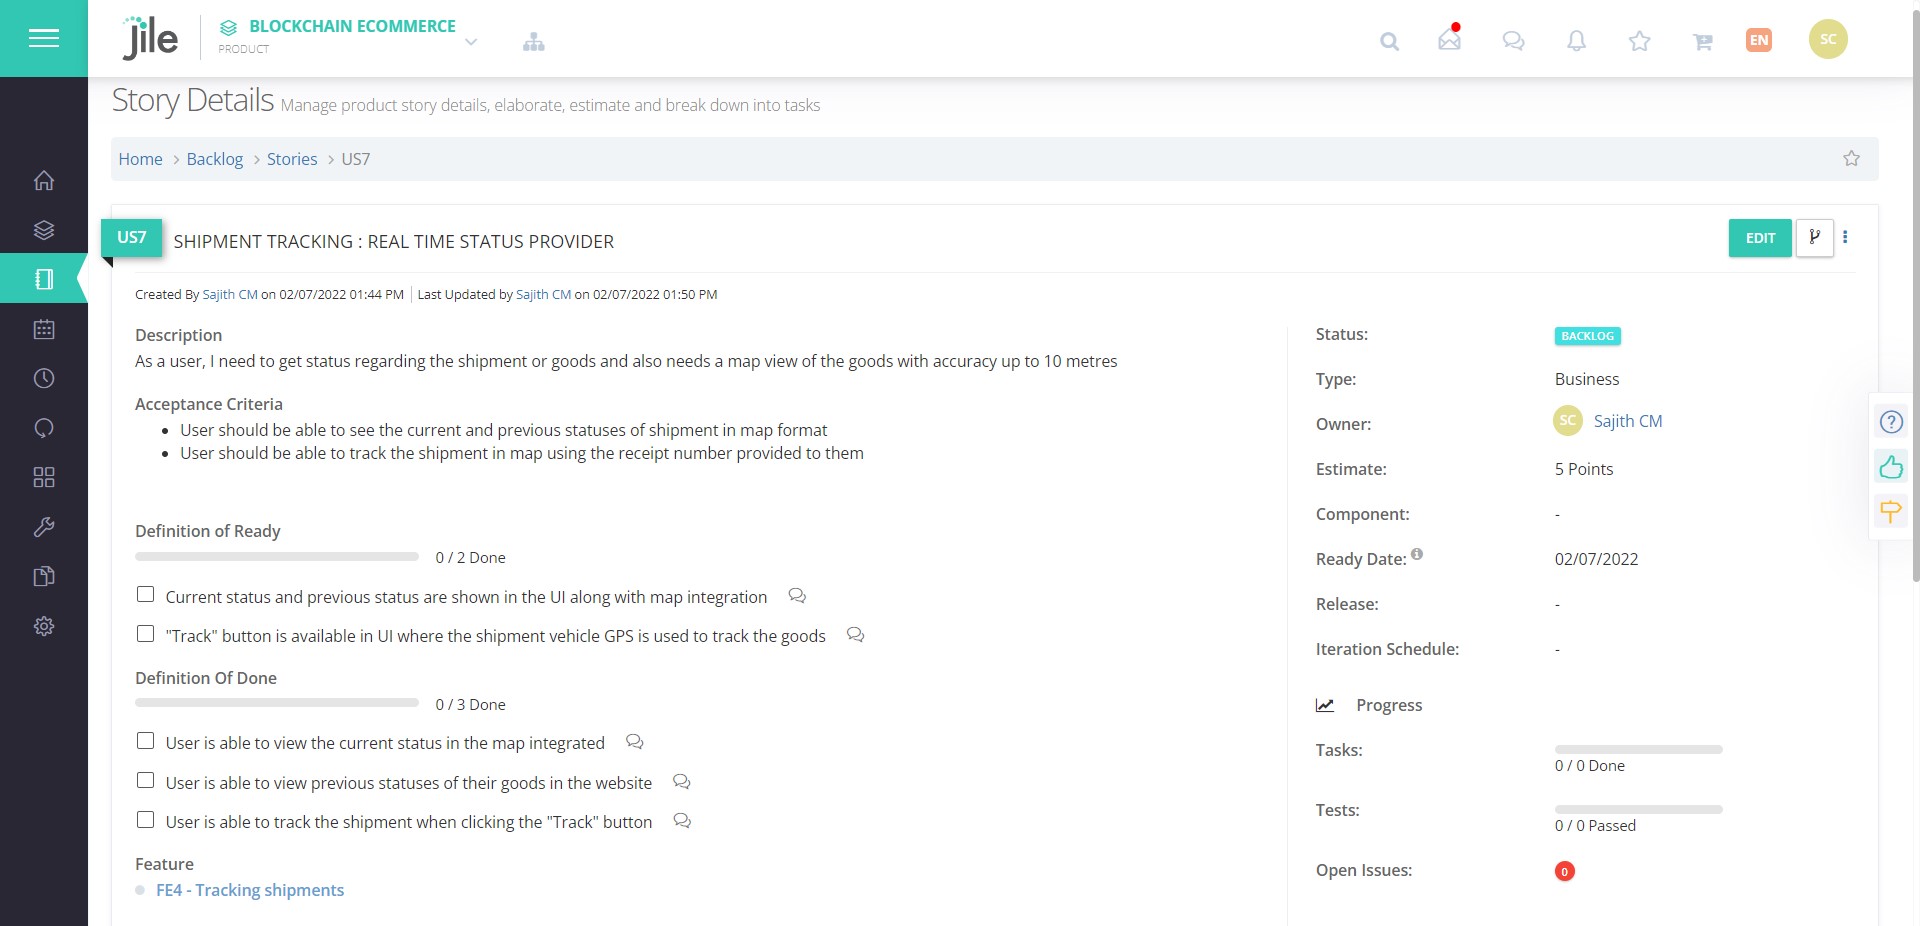 jile
BLOCKCHAIN ECOMMERCE
PRODUCT
EN
SC
Story Details Manage product story details, elaborate, estimate and break down into tasks
Home > Backlog > Stories > US7
US7
SHIPMENT TRACKING : REAL TIME STATUS PROVIDER
EDIT
Created By Sajith CM on 02/07/2022 01:44 PM | Last Updated by Sajith CM on 02/07/2022 01:50 PM
Description
As a user, I need to get status regarding the shipment or goods and also needs a map view of the goods with accuracy up to 10 metres
Acceptance Criteria
• User should be able to see the current and previous statuses of shipment in map format
• User should be able to track the shipment in map using the receipt number provided to them
Definition of Ready
0 / 2 Done
Current status and previous status are shown in the UI along with map integration
"Track" button is available in UI where the shipment vehicle GPS is used to track the goods
Definition Of Done
0 / 3 Done
User is able to view the current status in the map integrated
User is able to view previous statuses of their goods in the website
User is able to track the shipment when clicking the "Track" button
Feature
FE4 - Tracking shipments
Status: BACKLOG
Type: Business
Owner: SC Sajith CM
Estimate: 5 Points
Component: -
Ready Date: 02/07/2022
Release: -
Iteration Schedule: -
Progress
Tasks:
0 / 0 Done
Tests:
0 / 0 Passed
Open Issues: 0